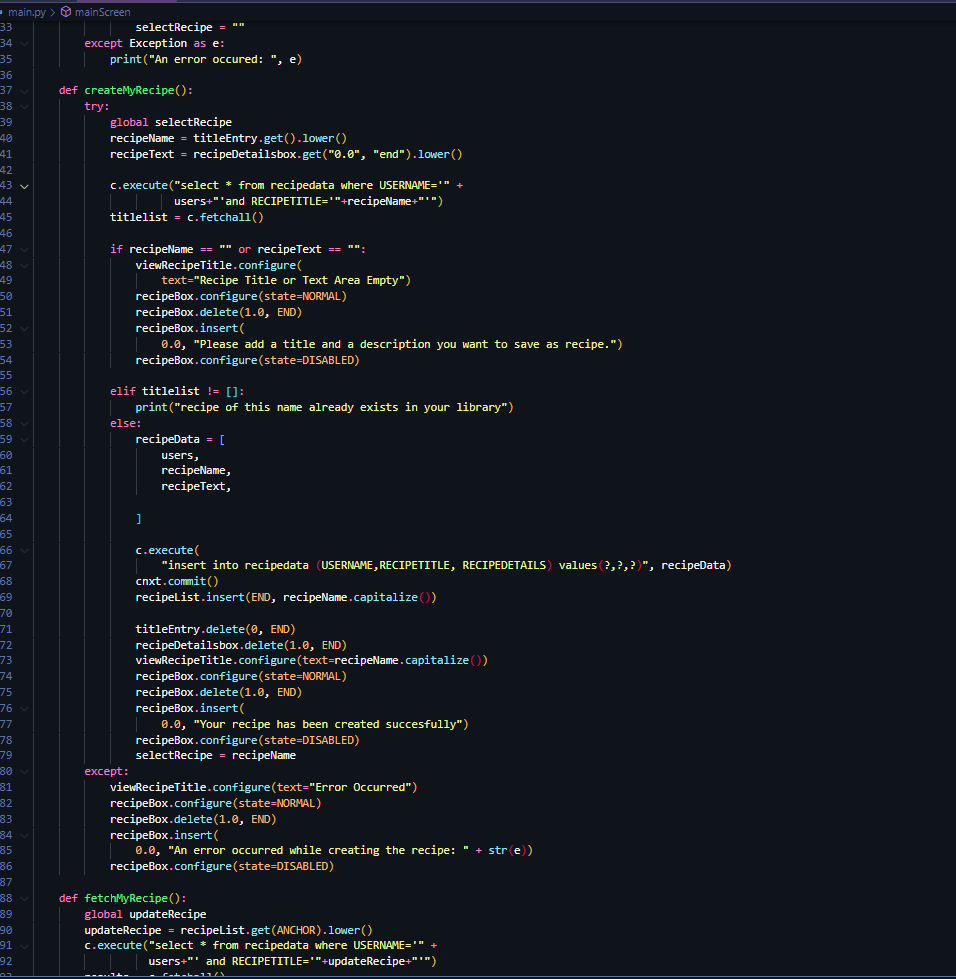 main.py > mainScreen
33 selectRecipe = ""
34 except Exception as e:
35 print("An error occured: ", e)
36
37 def createMyRecipe():
38 try:
39 global selectRecipe
40 recipeName = titleEntry.get().lower()
41 recipeText = recipeDetailsbox.get("0.0", "end").lower()
42
43 c.execute("select * from recipedata where USERNAME='" +
44 users+"'and RECIPETITLE='"+recipeName+"'")
45 titlelist = c.fetchall()
46
47 if recipeName == "" or recipeText == "":
48 viewRecipeTitle.configure(
49 text="Recipe Title or Text Area Empty")
50 recipeBox.configure(state=NORMAL)
51 recipeBox.delete(1.0, END)
52 recipeBox.insert(
53 0.0, "Please add a title and a description you want to save as recipe.")
54 recipeBox.configure(state=DISABLED)
55
56 elif titlelist != []:
57 print("recipe of this name already exists in your library")
58 else:
59 recipeData = [
60 users,
61 recipeName,
62 recipeText,
63
64 ]
65
66 c.execute(
67 "insert into recipedata (USERNAME,RECIPETITLE, RECIPEDETAILS) values(?,?,?)", recipeData)
68 cnxt.commit()
69 recipeList.insert(END, recipeName.capitalize())
70
71 titleEntry.delete(0, END)
72 recipeDetailsbox.delete(1.0, END)
73 viewRecipeTitle.configure(text=recipeName.capitalize())
74 recipeBox.configure(state=NORMAL)
75 recipeBox.delete(1.0, END)
76 recipeBox.insert(
77 0.0, "Your recipe has been created succesfully")
78 recipeBox.configure(state=DISABLED)
79 selectRecipe = recipeName
80 except:
81 viewRecipeTitle.configure(text="Error Occurred")
82 recipeBox.configure(state=NORMAL)
83 recipeBox.delete(1.0, END)
84 recipeBox.insert(
85 0.0, "An error occurred while creating the recipe: " + str(e))
86 recipeBox.configure(state=DISABLED)
87
88 def fetchMyRecipe():
89 global updateRecipe
90 updateRecipe = recipeList.get(ANCHOR).lower()
91 c.execute("select * from recipedata where USERNAME='" +
92 users+"' and RECIPETITLE='"+updateRecipe+"'")